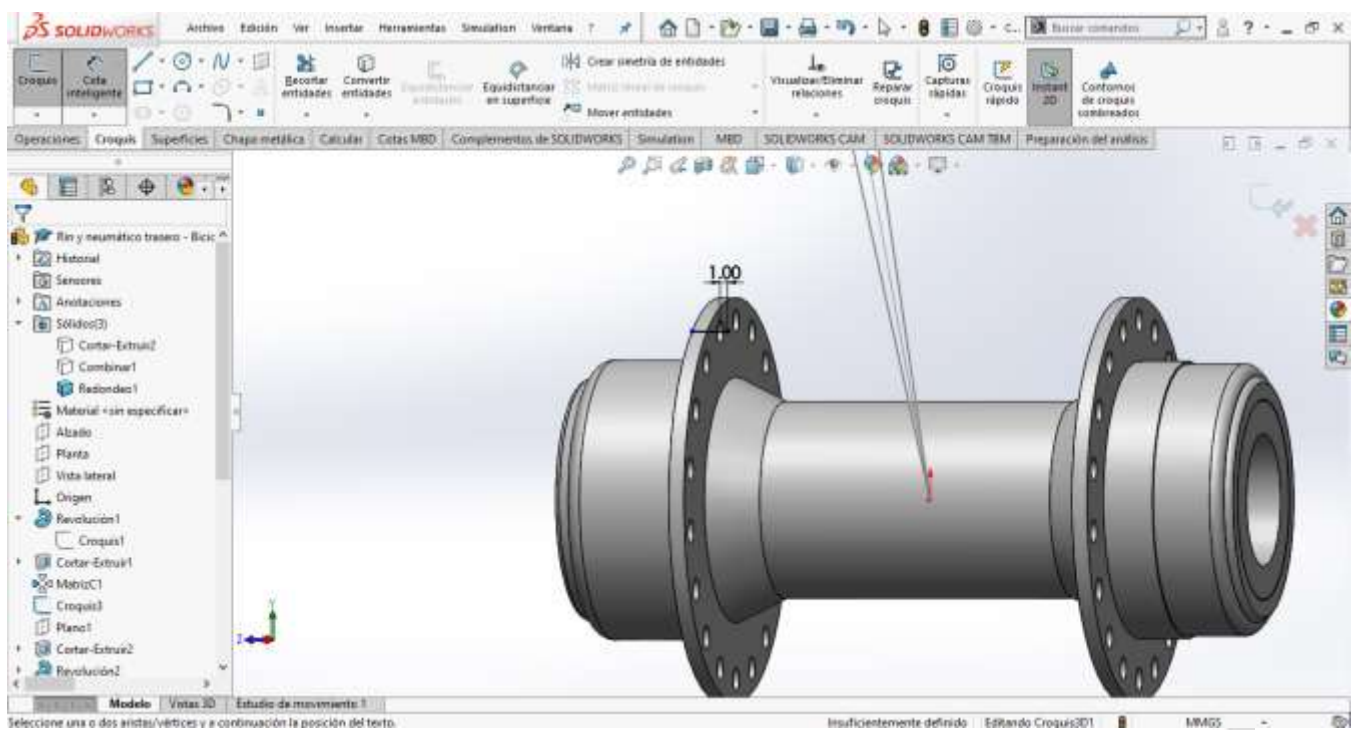 SOLIDWORKS Archivo Edición Ver Insertar Herramientas Simulation Ventana ? Buscar comandos ?
Croquis Cota inteligente Recortar entidades Convertir entidades Equidistanciar en superficie Crear simetría de entidades Mover entidades Visualizar/Eliminar relaciones Reparar croquis Capturas rápidas Croquis rápido Instant 2D Contornos de croquis sombreados
Operaciones Croquis Superficies Chapa metálica Calcular Cotas MBD Complementos de SOLIDWORKS Simulation MBD SOLIDWORKS CAM SOLIDWORKS CAM TBM Preparación del análisis
Rin y neumático trasero - Bicic
Historial
Sensores
Anotaciones
Sólidos(3)
Cortar-Extruir2
Combinar1
Redondeo1
Material <sin especificar>
Alzado
Planta
Vista lateral
Origen
Revolución1
Croquis1
Cortar-Extruir1
MatrizC1
Croquis3
Plano1
Cortar-Extruir2
Revolución2
1.00
Y
Z
Modelo Vistas 3D Estudio de movimiento 1
Seleccione una o dos aristas/vértices y a continuación la posición del texto. Insuficientemente definido Editando Croquis3D1 MMGS